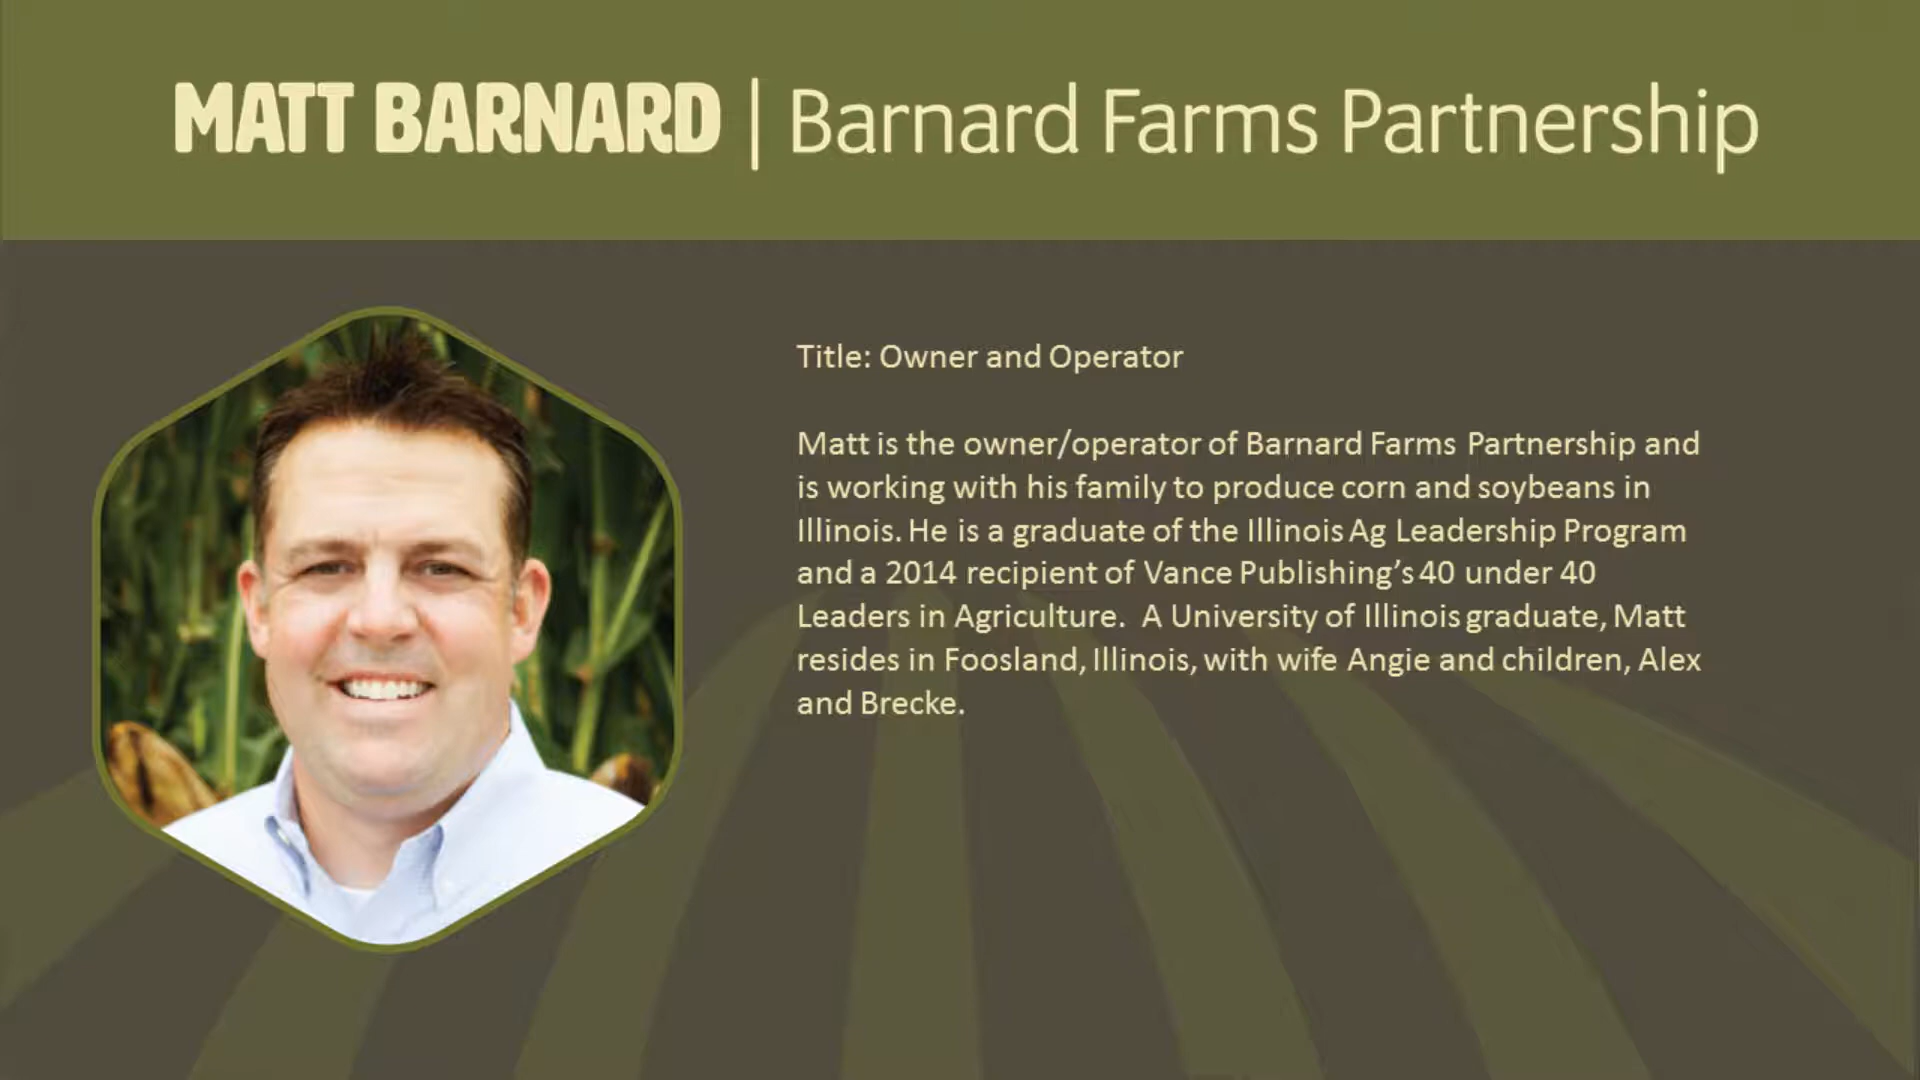 MATT BARNARD | Barnard Farms Partnership
Title: Owner and Operator
Matt is the owner/operator of Barnard Farms Partnership and
is working with his family to produce corn and soybeans in
Illinois. He is a graduate of the Illinois Ag Leadership Program
and a 2014 recipient of Vance Publishing’s 40 under 40
Leaders in Agriculture. A University of Illinois graduate, Matt
resides in Foosland, Illinois, with wife Angie and children, Alex
and Brecke.